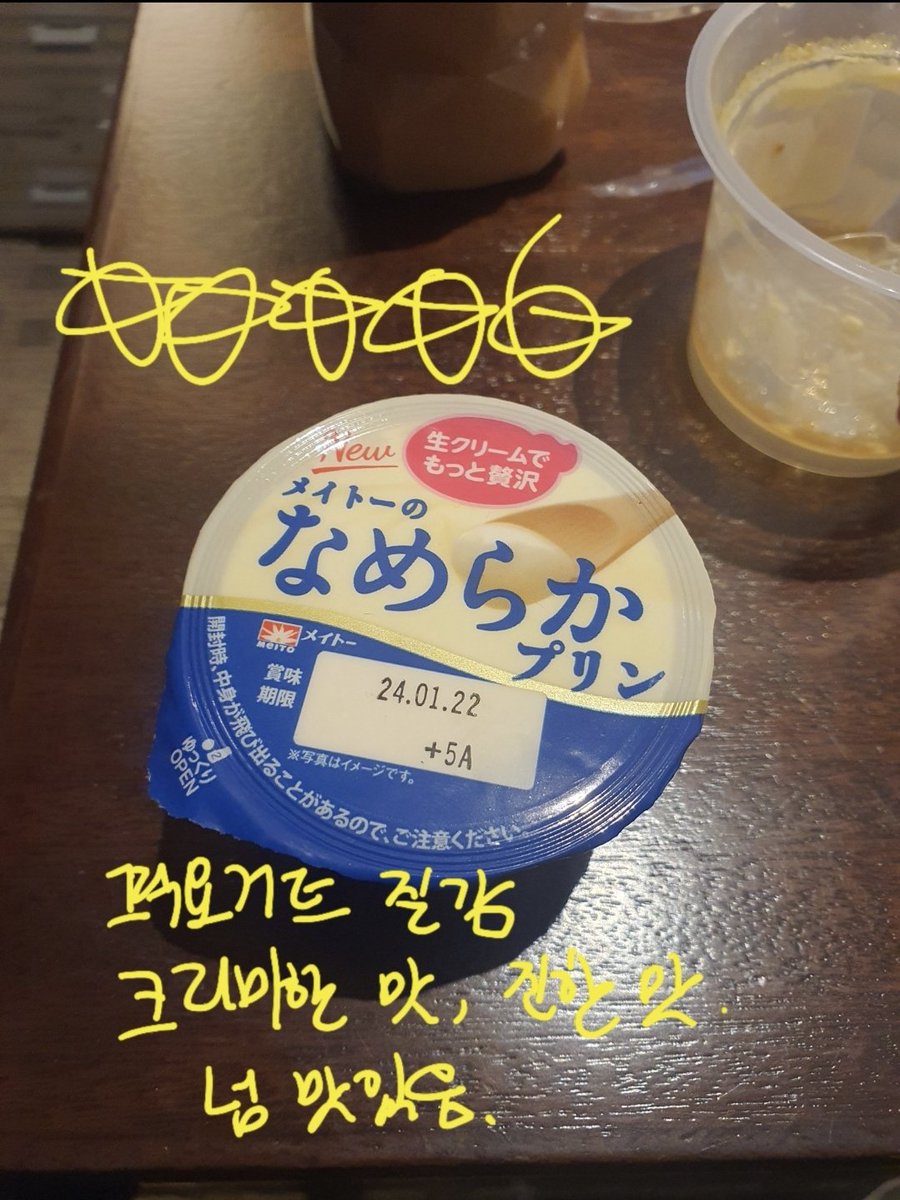 New
生クリームで
もっと贅沢
メイトーの
なめらか
プリン
MEITO メイトー
賞味
期限
24.01.22
+5A
※写真はイメージです。
開封時、中身が飛び出ることがあるので、ご注意ください。
ゆっくり
OPEN
퍽요거트 질감
크리미한 맛, 진한 맛.
넘 맛있음.